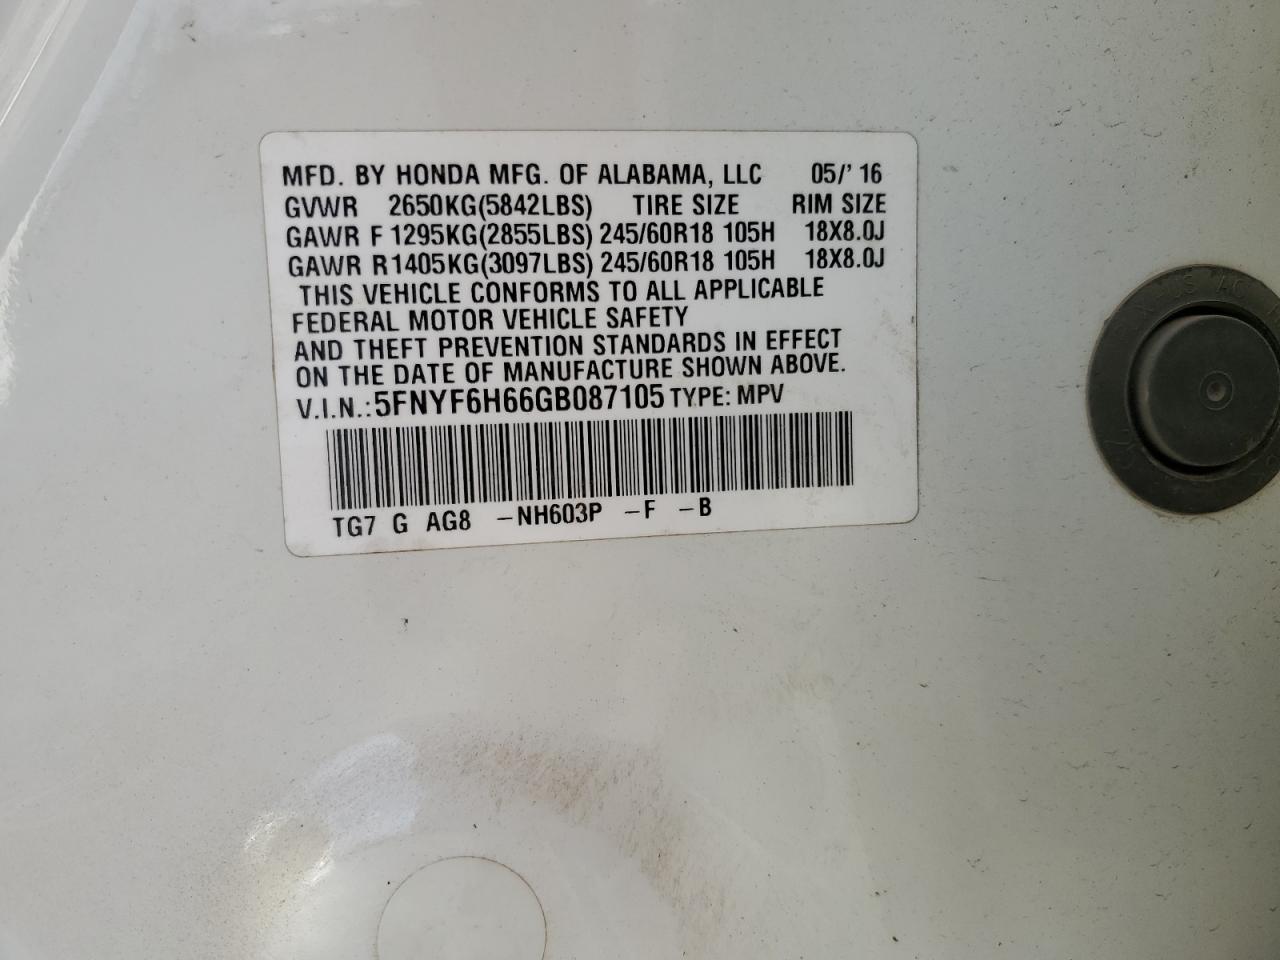 MFD. BY HONDA MFG. OF ALABAMA, LLC 05/' 16
GVWR 2650KG(5842LBS) TIRE SIZE RIM SIZE
GAWR F 1295KG(2855LBS) 245/60R18 105H 18X8.0J
GAWR R 1405KG(3097LBS) 245/60R18 105H 18X8.0J
THIS VEHICLE CONFORMS TO ALL APPLICABLE
FEDERAL MOTOR VEHICLE SAFETY
AND THEFT PREVENTION STANDARDS IN EFFECT
ON THE DATE OF MANUFACTURE SHOWN ABOVE.
V.I.N.: 5FNYF6H66GB087105 TYPE: MPV
TG7 G AG8 -NH603P -F -B